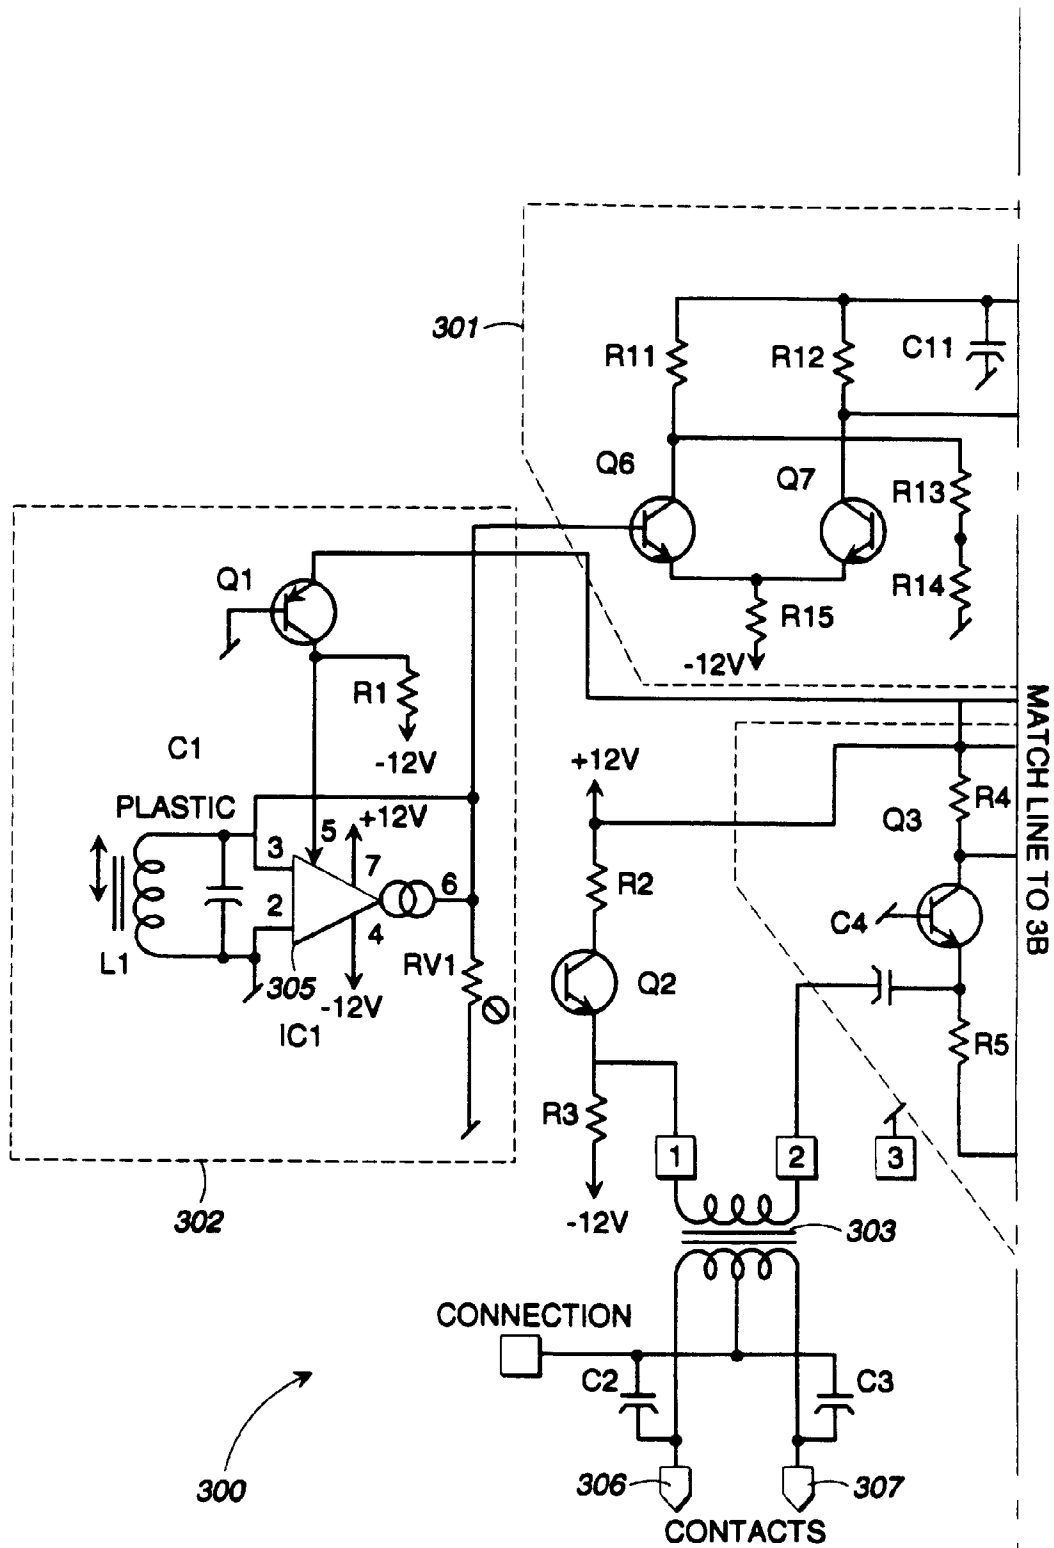 301
R11
R12
C11
Q6
Q7
R13
R14
R15
-12V
Q1
R1
-12V
C1
PLASTIC
+12V
5
3
7
6
2
4
L1
305
-12V
IC1
RV1
+12V
R2
Q2
R3
-12V
Q3
R4
C4
R5
MATCH LINE TO 3B
1
2
3
302
303
CONNECTION
C2
C3
300
306
307
CONTACTS